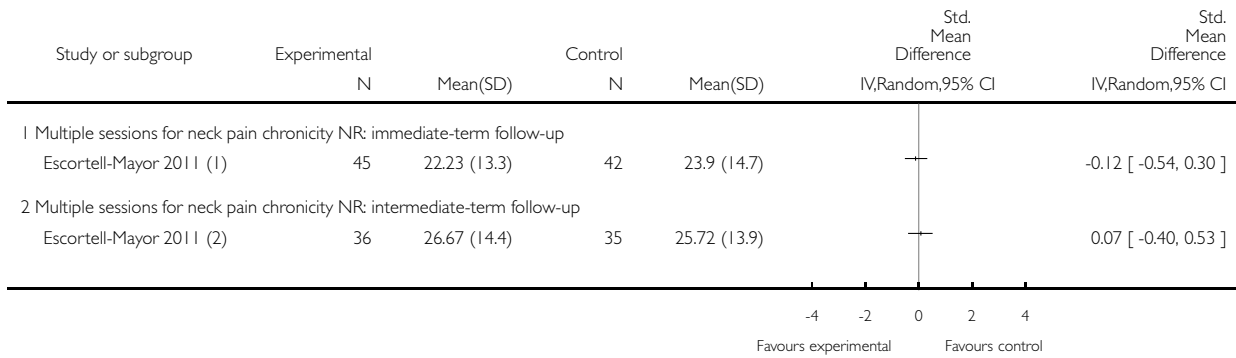 Study or subgroup Experimental Control Std. Mean Difference Std. Mean Difference
N Mean(SD) N Mean(SD) IV,Random,95% CI IV,Random,95% CI
1 Multiple sessions for neck pain chronicity NR: immediate-term follow-up
Escortell-Mayor 2011 (1) 45 22.23 (13.3) 42 23.9 (14.7) -0.12 [ -0.54, 0.30 ]
2 Multiple sessions for neck pain chronicity NR: intermediate-term follow-up
Escortell-Mayor 2011 (2) 36 26.67 (14.4) 35 25.72 (13.9) 0.07 [ -0.40, 0.53 ]
-4 -2 0 2 4
Favours experimental Favours control